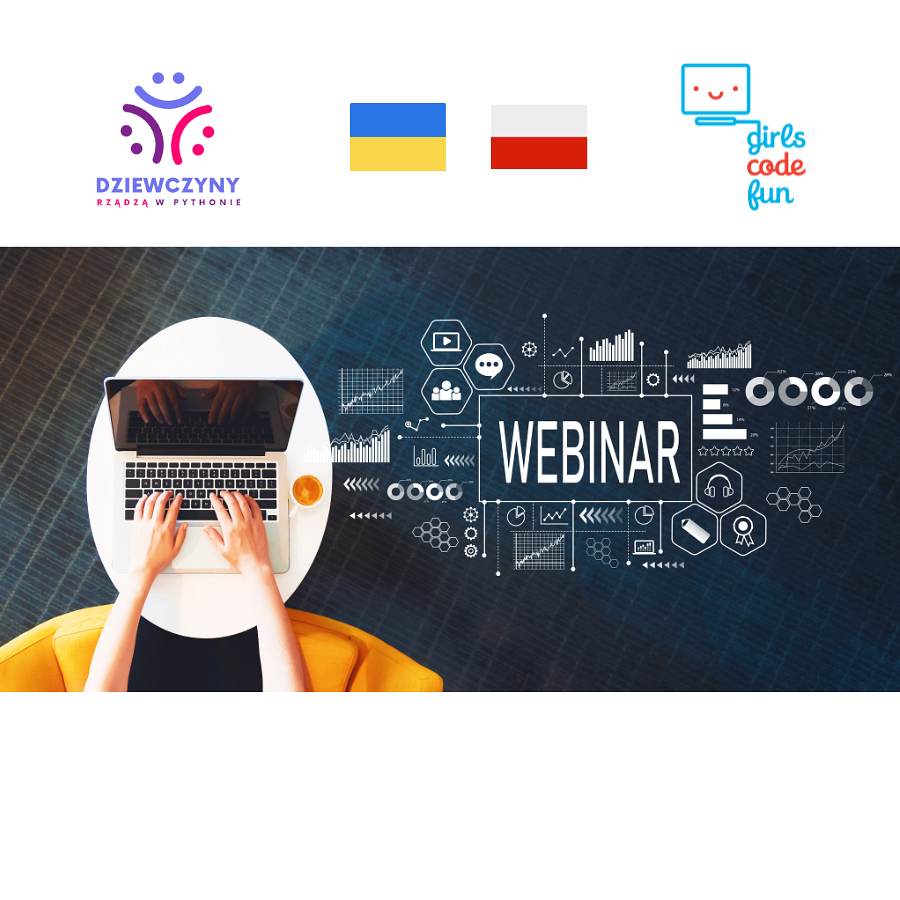 DZIEWCZYNY
RZĄDZĄ W PYTHONIE
girls
code
fun
WEBINAR